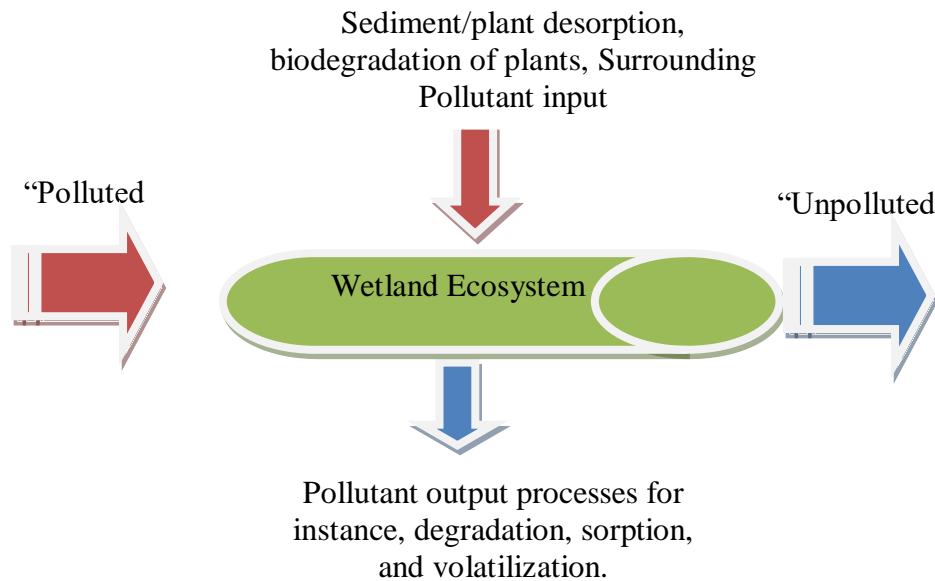 Sediment/plant desorption,
biodegradation of plants, Surrounding
Pollutant input
“Polluted
“Unpolluted
Wetland Ecosystem
Pollutant output processes for
instance, degradation, sorption,
and volatilization.